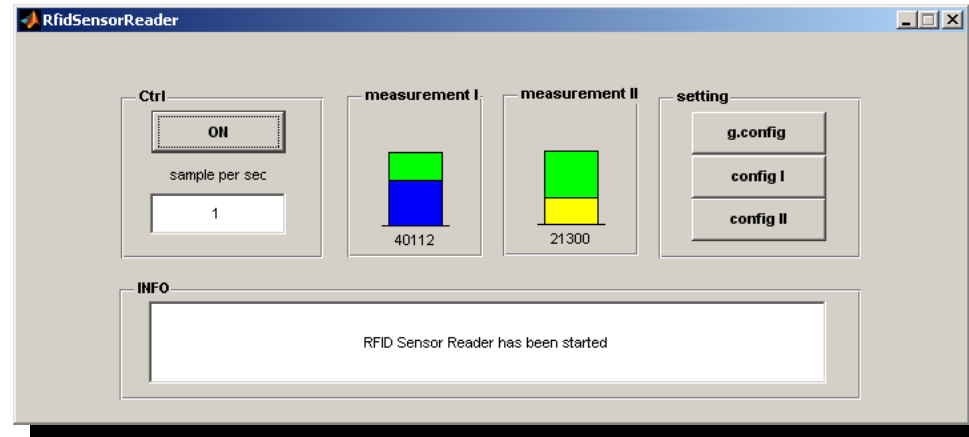 RfidSensorReader
Ctrl
ON
sample per sec
1
measurement I
40112
measurement II
21300
setting
g.config
config I
config II
INFO
RFID Sensor Reader has been started